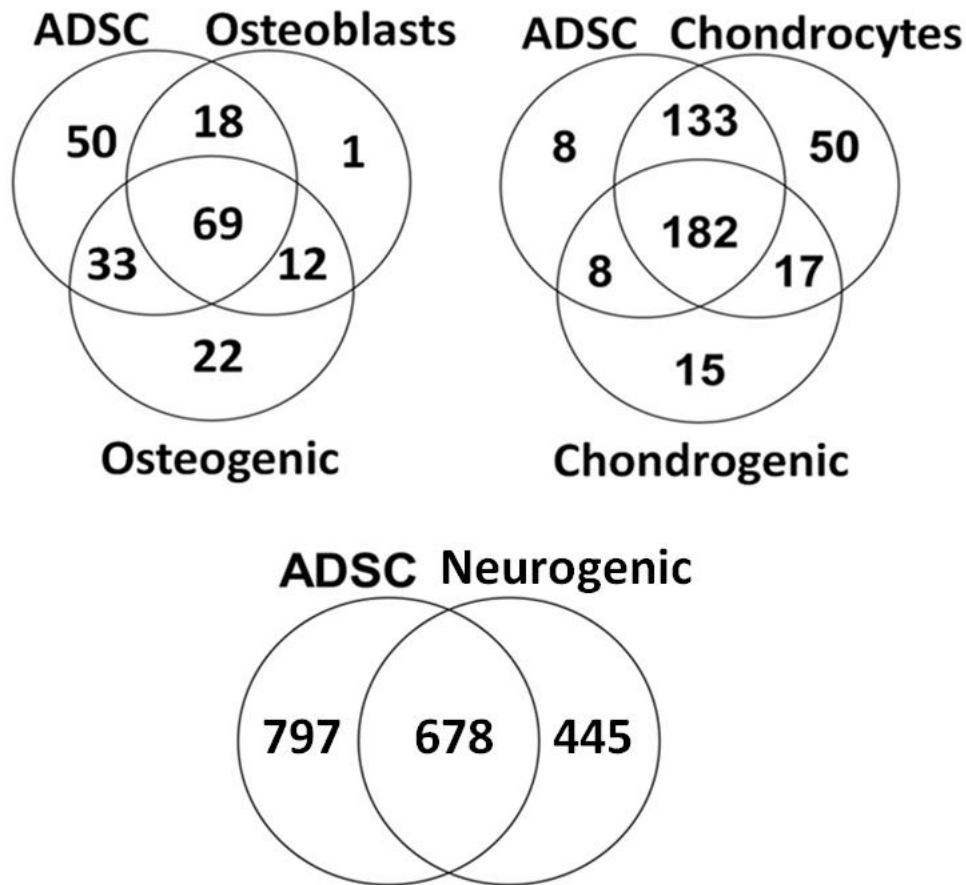 ADSC Osteoblasts ADSC Chondrocytes
50 18 1 8 133 50
69 182
33 12 8 17
22 15
Osteogenic Chondrogenic
ADSC Neurogenic
797 678 445